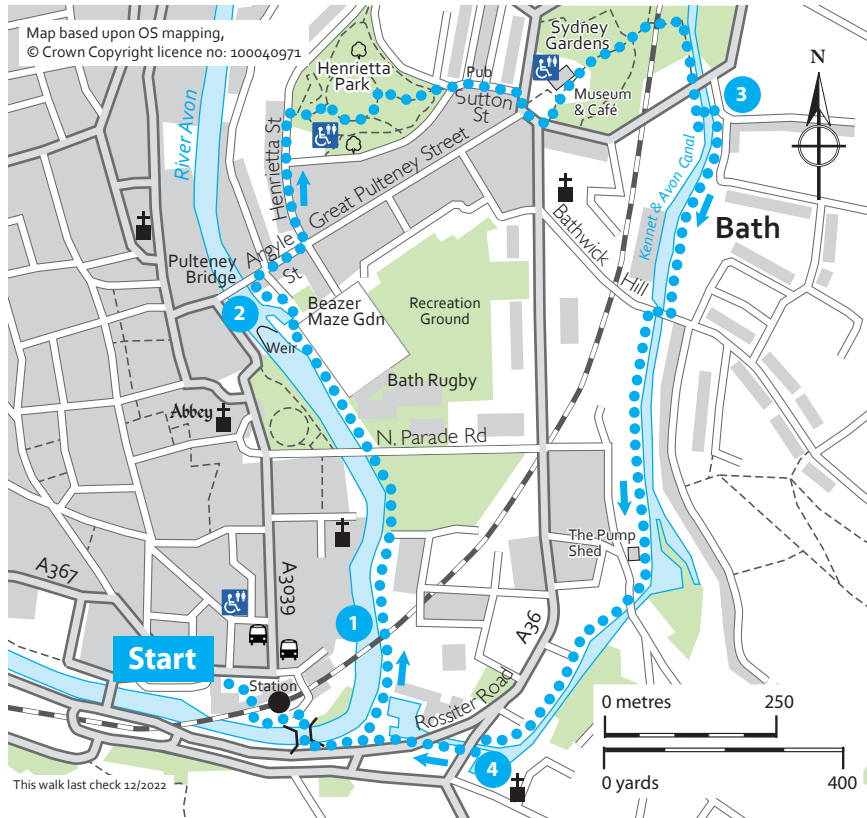 Map based upon OS mapping,
© Crown Copyright licence no: 100040971
Sydney
Gardens
Henrietta
Park
Pub
Sutton
St
Museum
& Café
3
N
River Avon
Henrietta St
Great Pulteney Street
Kennet & Avon Canal
Bath
Bathwick
Hill
Argyle
St
Pulteney
Bridge
2
Beazer
Maze Gdn
Recreation
Ground
Weir
Bath Rugby
Abbey
N. Parade Rd
The Pump
Shed
A367
A3039
A36
1
Start
Station
Rossiter Road
0 metres
250
4
0 yards
400
This walk last check 12/2022